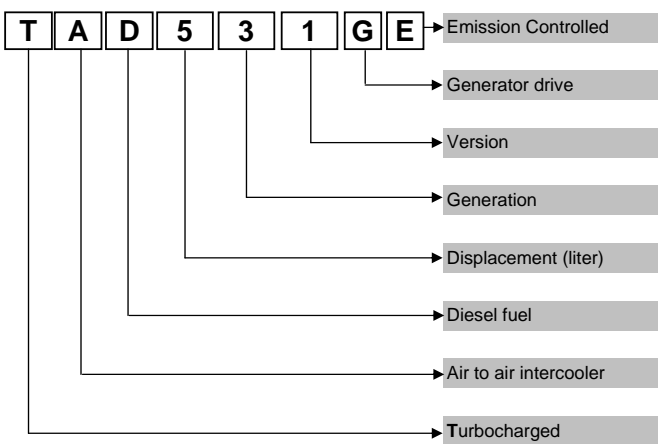 T A D 5 3 1 G E
Emission Controlled
Generator drive
Version
Generation
Displacement (liter)
Diesel fuel
Air to air intercooler
Turbocharged